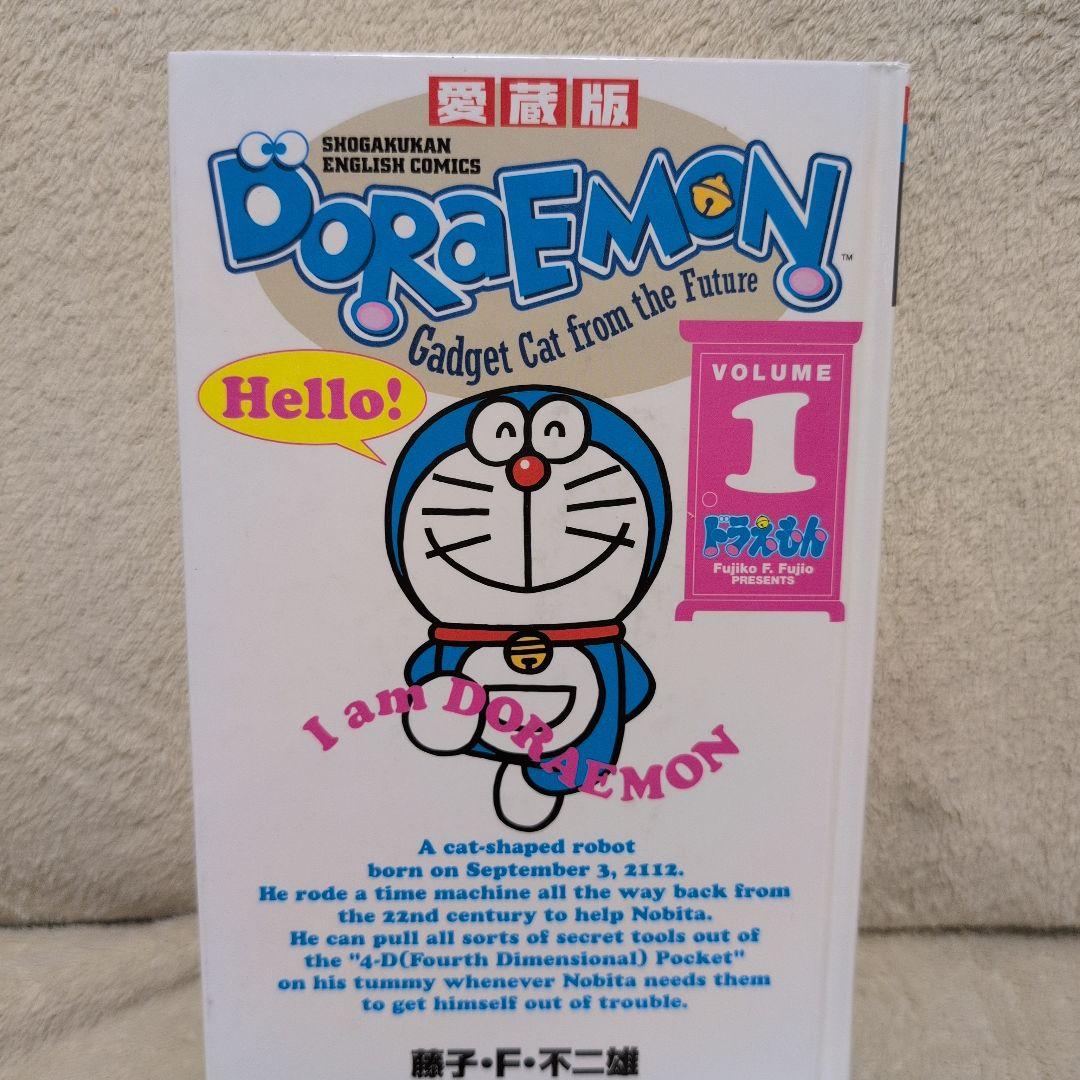 愛蔵版
SHOGAKUKAN
ENGLISH COMICS
DORAEMON
™
Gadget Cat from the Future
Hello!
VOLUME
1
ドラえもん
Fujiko F. Fujio
PRESENTS
I am DORAEMON
A cat-shaped robot
born on September 3, 2112.
He rode a time machine all the way back from
the 22nd century to help Nobita.
He can pull all sorts of secret tools out of
the "4-D(Fourth Dimensional) Pocket"
on his tummy whenever Nobita needs them
to get himself out of trouble.
藤子・F・不二雄